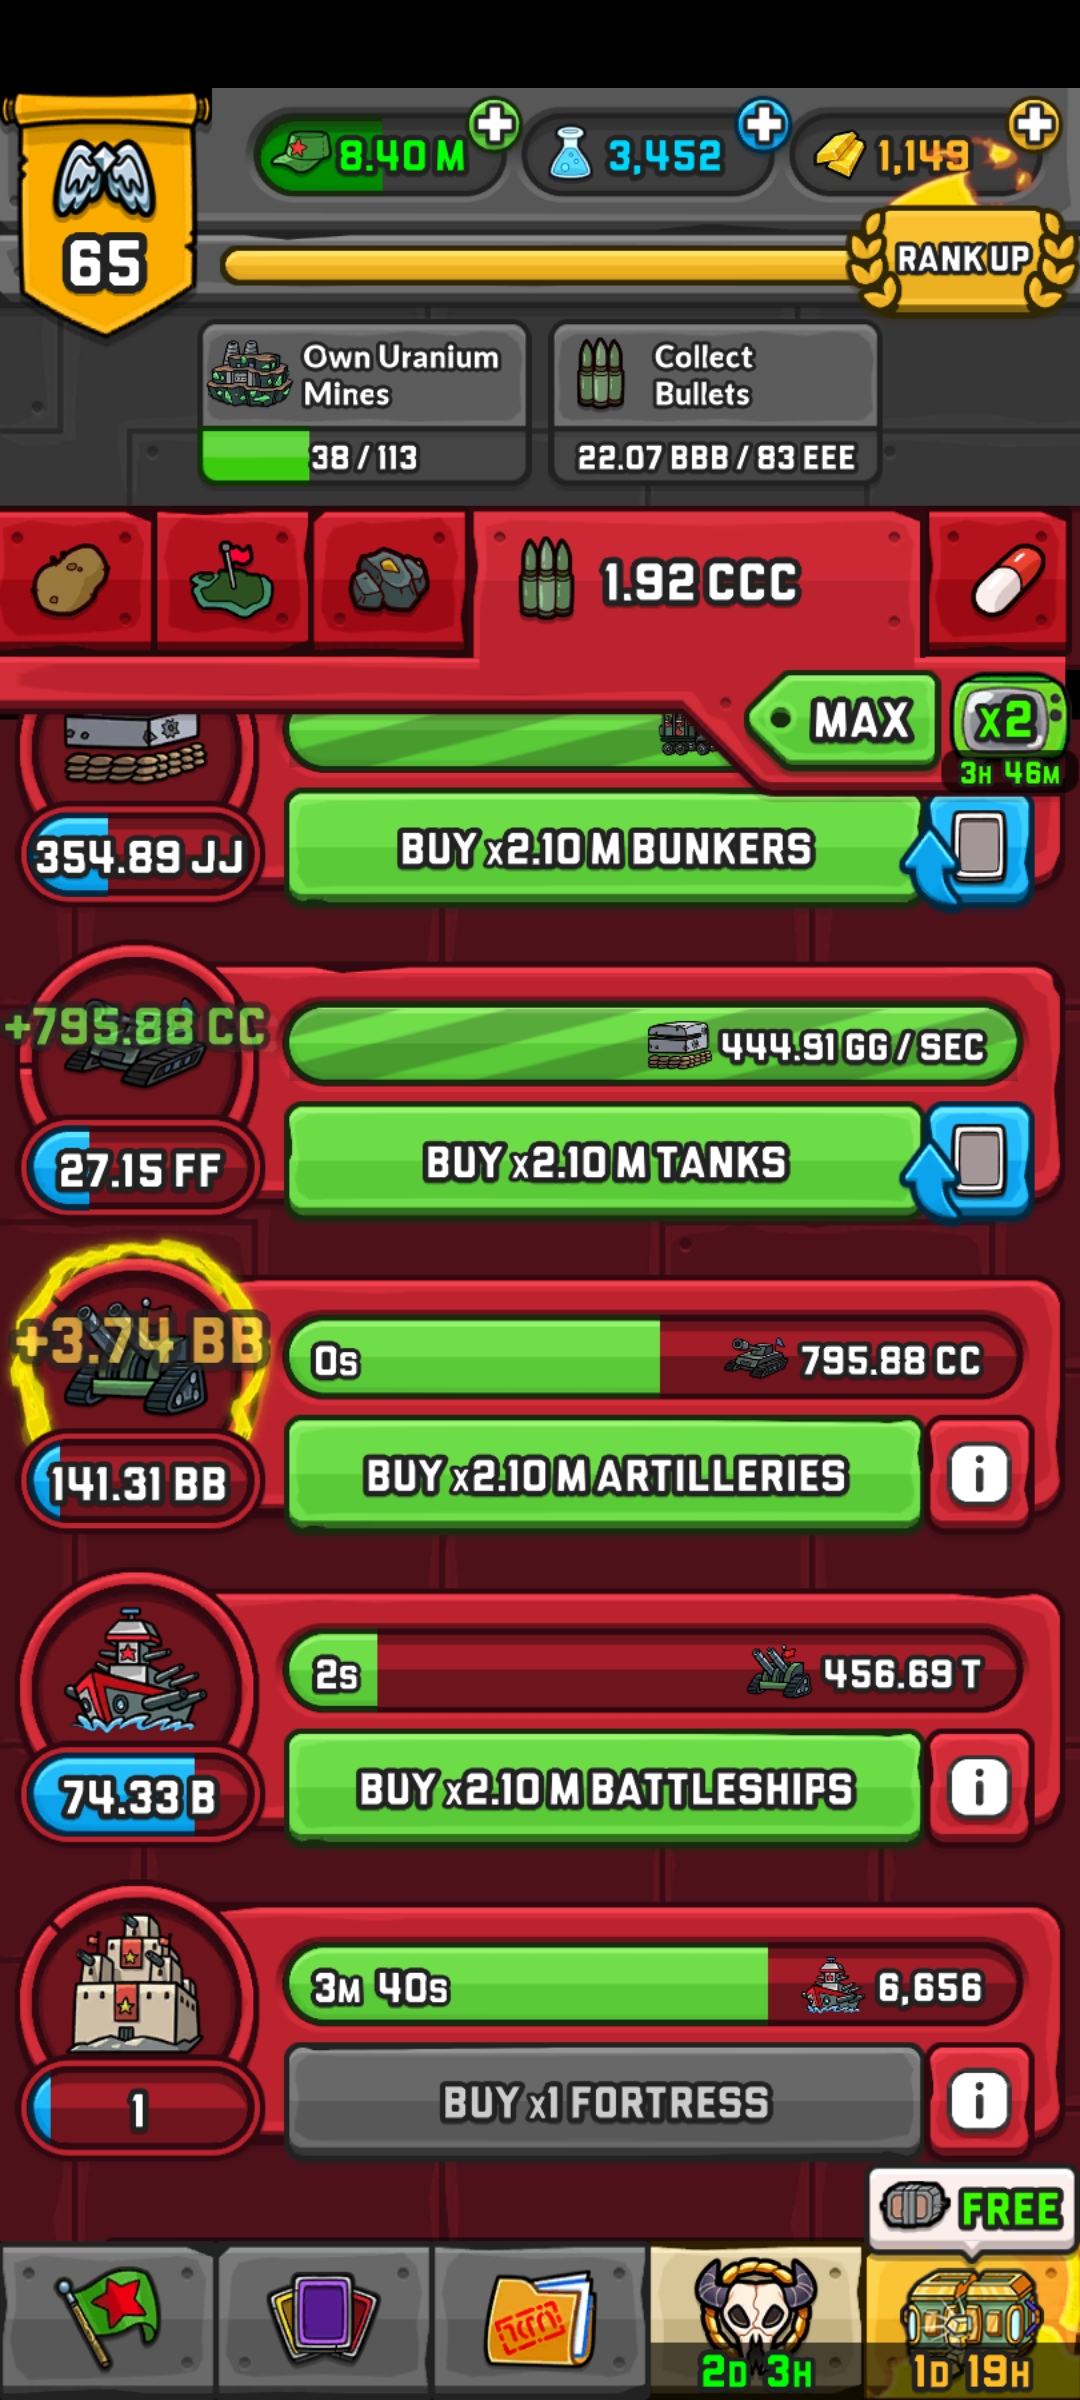 8.40 M
3,452
1,149
65
RANK UP
Own Uranium
Mines
38 / 113
Collect
Bullets
22.07 BBB / 83 EEE
1.92 CCC
MAX
x2
3H 46M
354.89 JJ
BUY x2.10 M BUNKERS
+795.88 CC
444.91 GG / SEC
27.15 FF
BUY x2.10 M TANKS
+3.74 BB
0s
795.88 CC
141.31 BB
BUY x2.10 M ARTILLERIES
2s
456.69 T
74.33 B
BUY x2.10 M BATTLESHIPS
3M 40s
6,656
1
BUY x1 FORTRESS
FREE
2D 3H
1D 19H